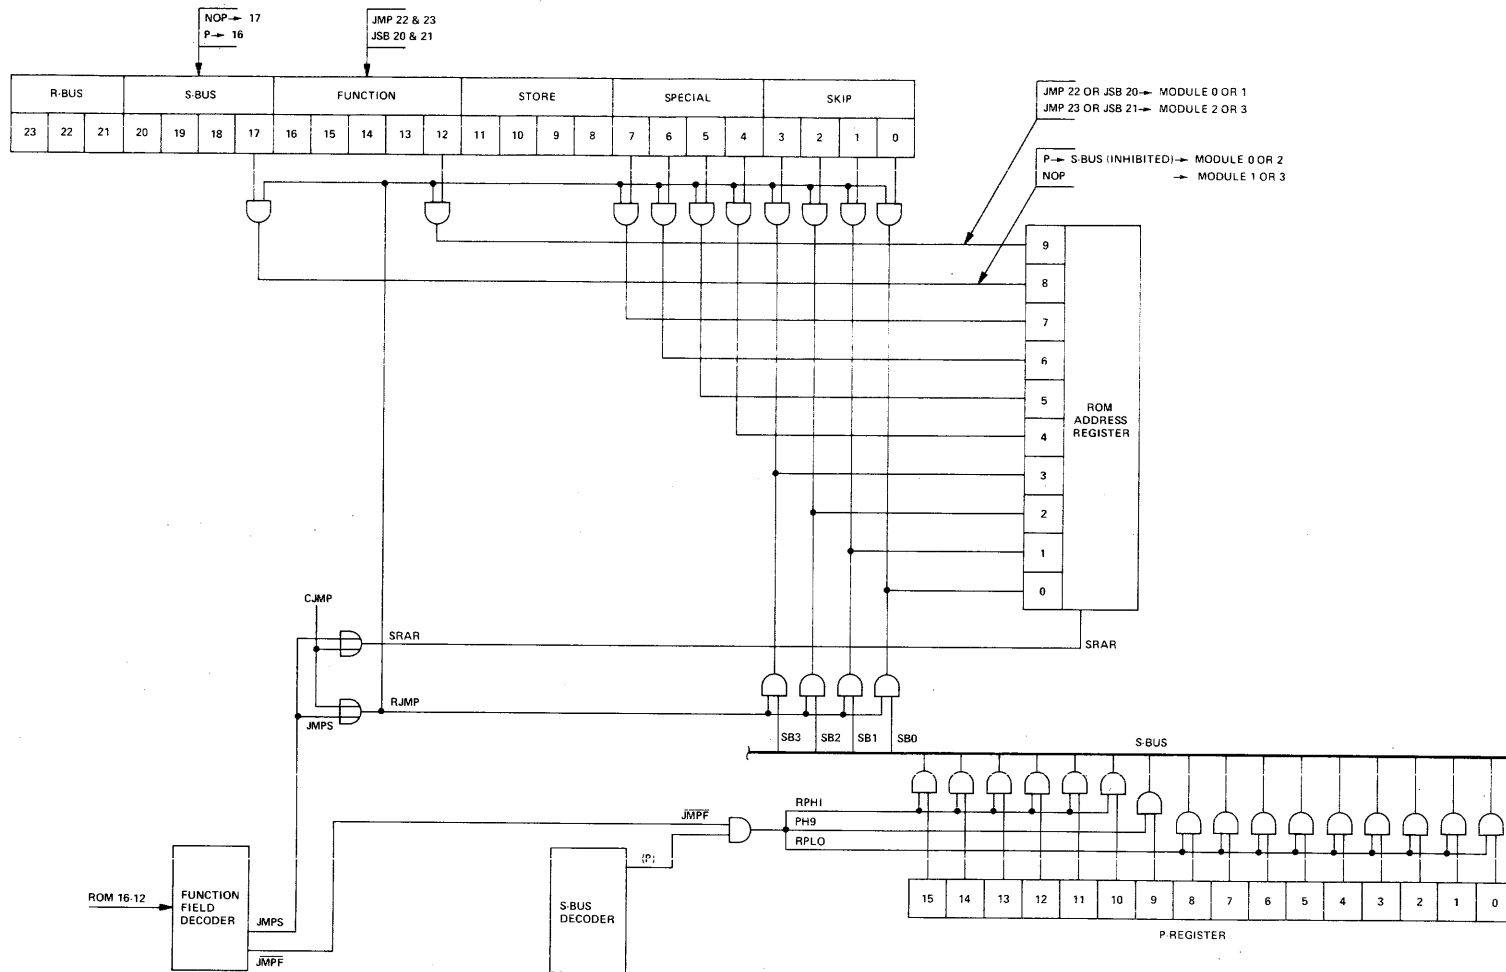 NOP→ 17
P→ 16
JMP 22 & 23
JSB 20 & 21
R-BUS S-BUS FUNCTION STORE SPECIAL SKIP
23 22 21 20 19 18 17 16 15 14 13 12 11 10 9 8 7 6 5 4 3 2 1 0
JMP 22 OR JSB 20→ MODULE 0 OR 1
JMP 23 OR JSB 21→ MODULE 2 OR 3
P→ S-BUS (INHIBITED)→ MODULE 0 OR 2
NOP → MODULE 1 OR 3
9
8
7
6
5
4
3
2
1
0
ROM
ADDRESS
REGISTER
CJMP
SRAR
SRAR
RJMP
JMPS
SB3 SB2 SB1 SB0
S-BUS
RPHI
PH9
RPLO
JMPF
(P)
ROM 16-12
FUNCTION
FIELD
DECODER
JMPS
JMPF
S-BUS
DECODER
15 14 13 12 11 10 9 8 7 6 5 4 3 2 1 0
P-REGISTER